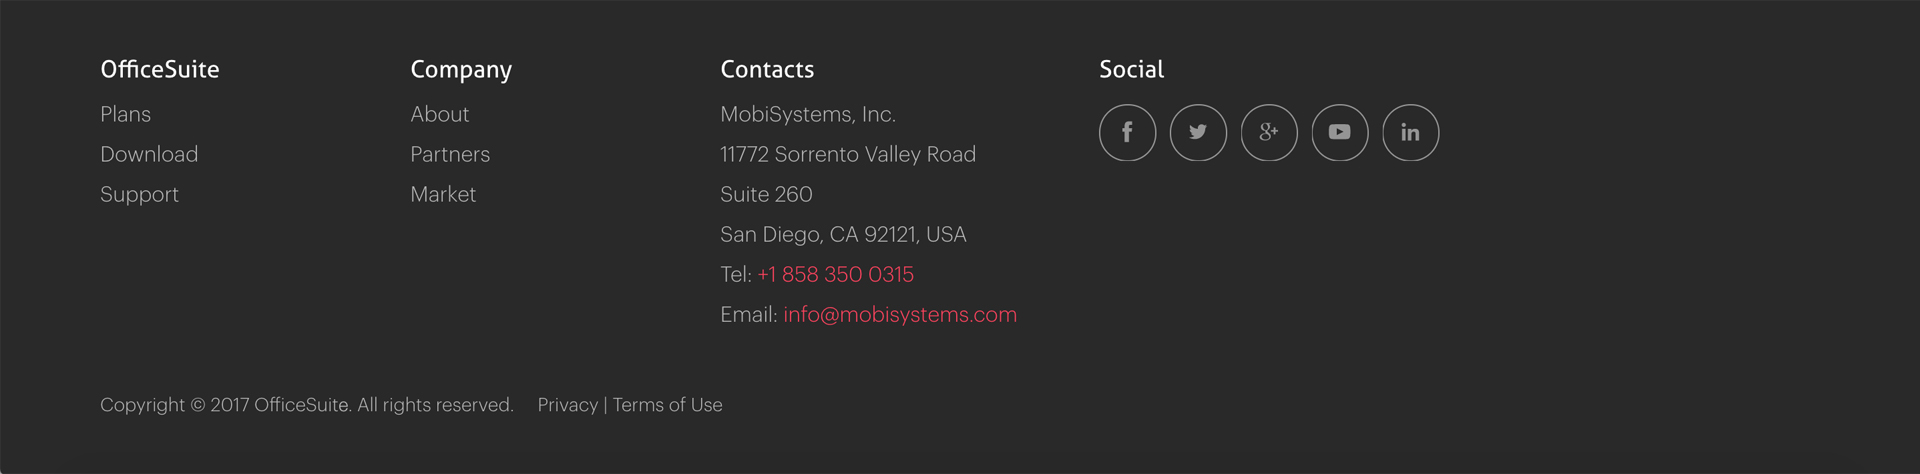 OfficeSuite
Plans
Download
Support
Company
About
Partners
Market
Contacts
MobiSystems, Inc.
11772 Sorrento Valley Road
Suite 260
San Diego, CA 92121, USA
Tel: +1 858 350 0315
Email: info@mobisystems.com
Social
f
g+
in
Copyright © 2017 OfficeSuite. All rights reserved. Privacy | Terms of Use